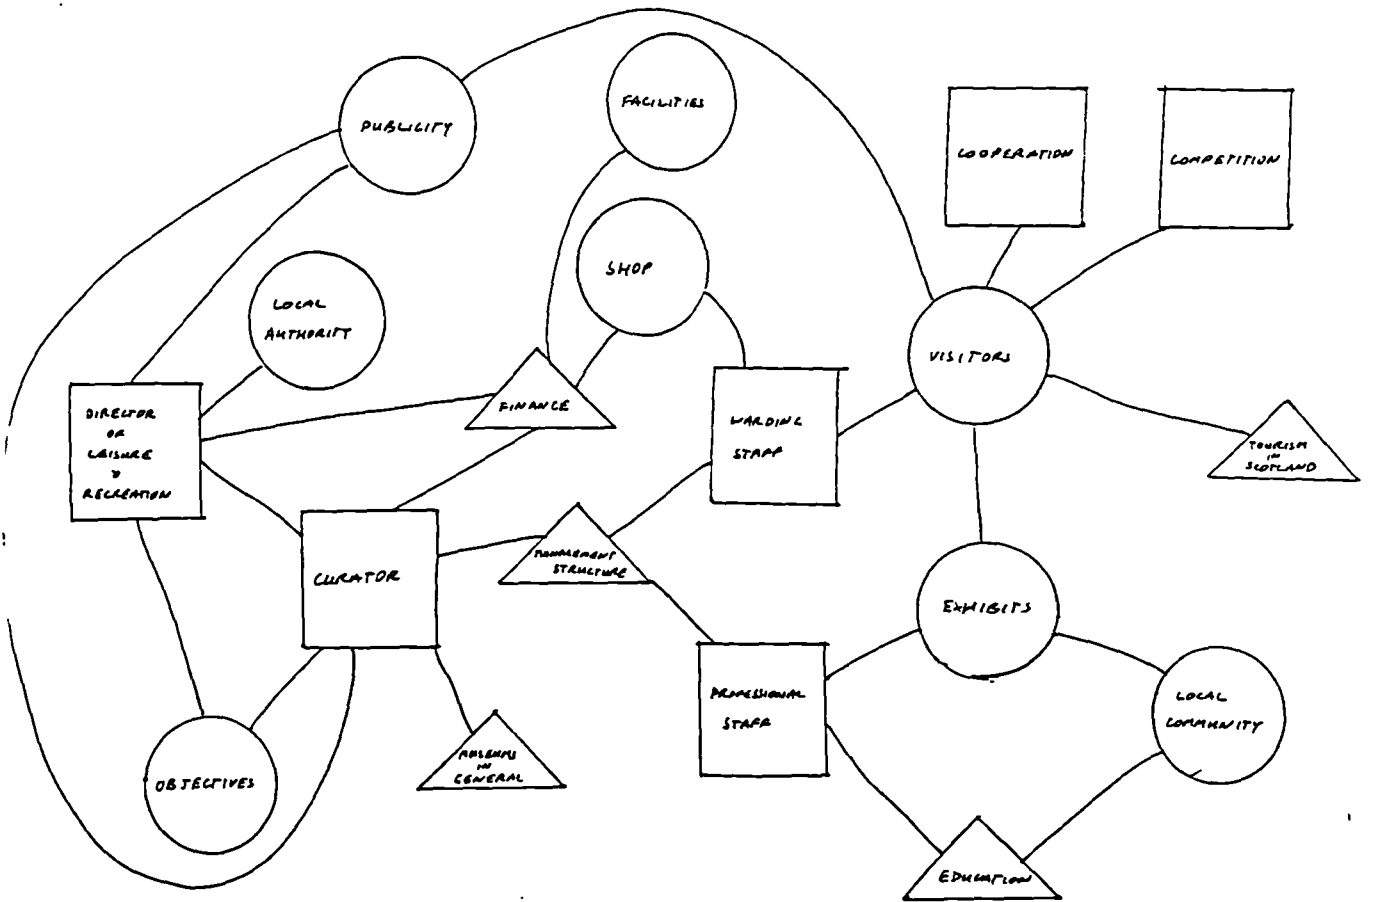 PUBLICITY
FACILITIES
COOPERATION
COMPETITION
SHOP
LOCAL
AUTHORITY
VISITORS
FINANCE
DIRECTOR
OF
LEISURE
&
RECREATION
WARDING
STAFF
TOURISM
IN
SCOTLAND
CURATOR
MANAGEMENT
STRUCTURE
EXHIBITS
PROFESSIONAL
STAFF
LOCAL
COMMUNITY
OBJECTIVES
MUSEUMS
IN
GENERAL
EDUCATION